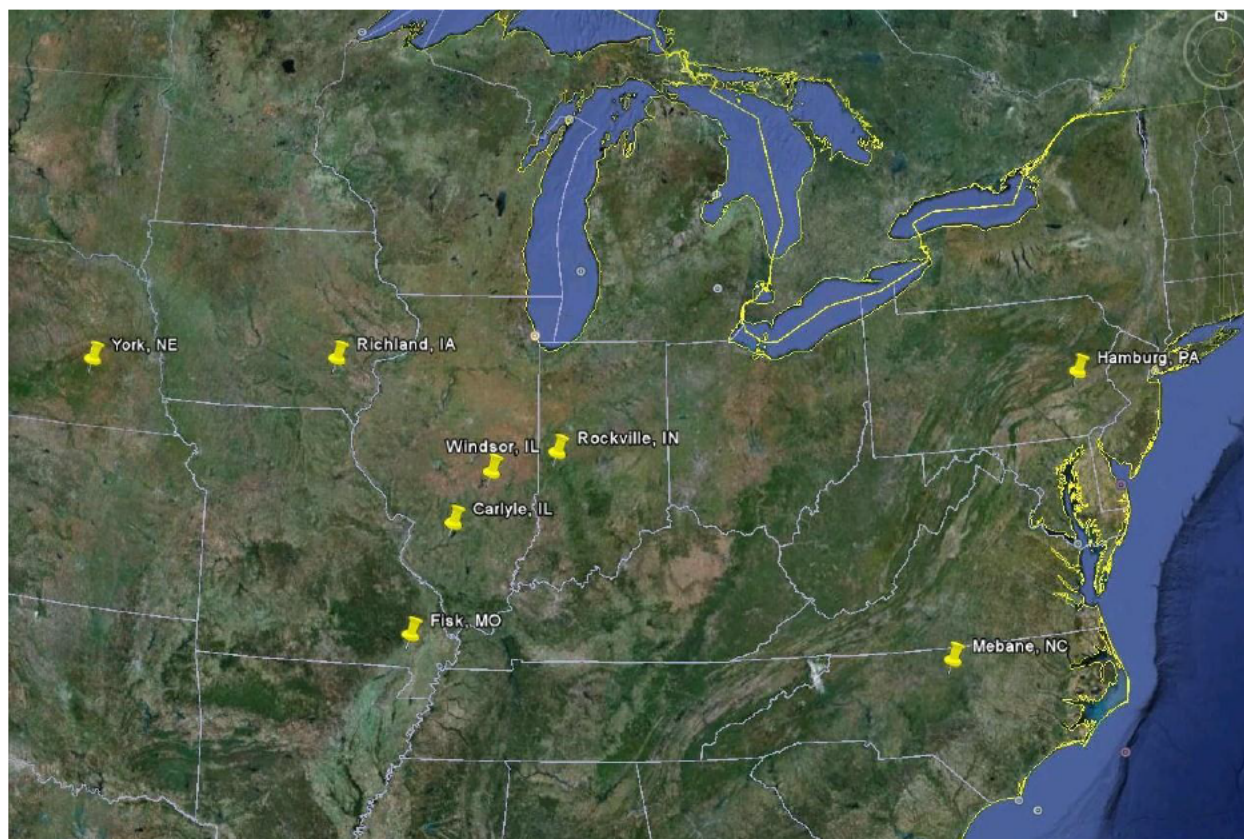 N
York, NE
Richland, IA
Hamburg, PA
Windsor, IL
Rockville, IN
Carlyle, IL
Fisk, MO
Mebane, NC